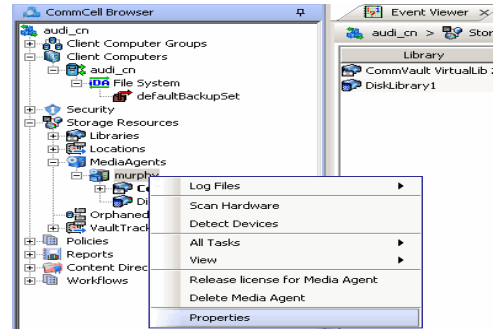 CommCell Browser
audi_cn
Client Computer Groups
Client Computers
audi_cn
iDA File System
defaultBackupSet
Security
Storage Resources
Libraries
Locations
MediaAgents
murphy
Orphaned
VaultTrac
Policies
Reports
Content Direc
Workflows
Log Files
Scan Hardware
Detect Devices
All Tasks
View
Release license for Media Agent
Delete Media Agent
Properties
Event Viewer
audi_cn > Stor
Library
CommVault VirtualLib
DiskLibrary1